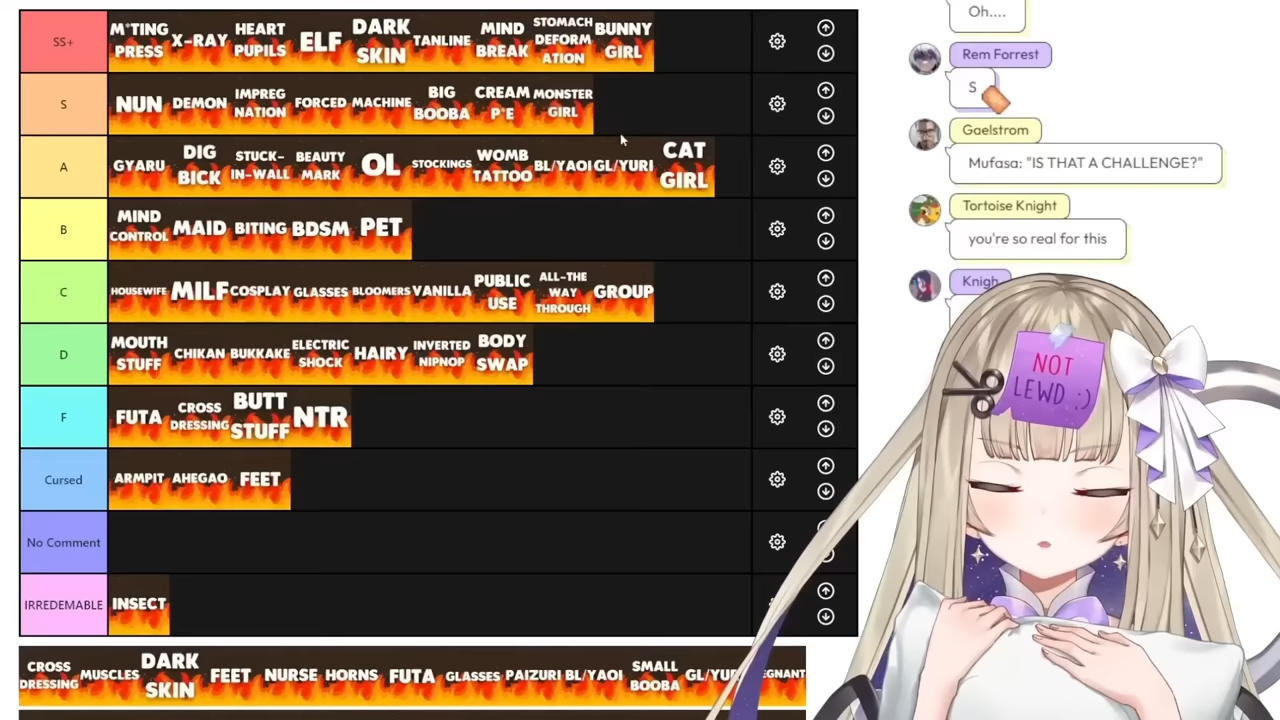 SS+
M*TING PRESS
X-RAY
HEART PUPILS
ELF
DARK SKIN
TANLINE
MIND BREAK
STOMACH DEFORM ATION
BUNNY GIRL
S
NUN
DEMON
IMPREG NATION
FORCED
MACHINE
BIG BOOBA
CREAM P*E
MONSTER GIRL
A
GYARU
DIG BICK
STUCK-IN-WALL
BEAUTY MARK
OL
STOCKINGS
WOMB TATTOO
BL/YAOI
GL/YURI
CAT GIRL
B
MIND CONTROL
MAID
BITING
BDSM
PET
C
HOUSEWIFE
MILF
COSPLAY
GLASSES
BLOOMERS
VANILLA
PUBLIC USE
ALL-THE WAY THROUGH
GROUP
D
MOUTH STUFF
CHIKAN
BUKKAKE
ELECTRIC SHOCK
HAIRY
INVERTED NIPNOP
BODY SWAP
F
FUTA
CROSS DRESSING
BUTT STUFF
NTR
Cursed
ARMPIT
AHEGAO
FEET
No Comment
IRREDEMABLE
INSECT
CROSS DRESSING
MUSCLES
DARK SKIN
FEET
NURSE
HORNS
FUTA
GLASSES
PAIZURI
BL/YAOI
SMALL BOOBA
GL/YU
EGNANT
Oh....
Rem Forrest
S
Gaelstrom
Mufasa: "IS THAT A CHALLENGE?"
Tortoise Knight
you're so real for this
Knigh
NOT
LEWD :)